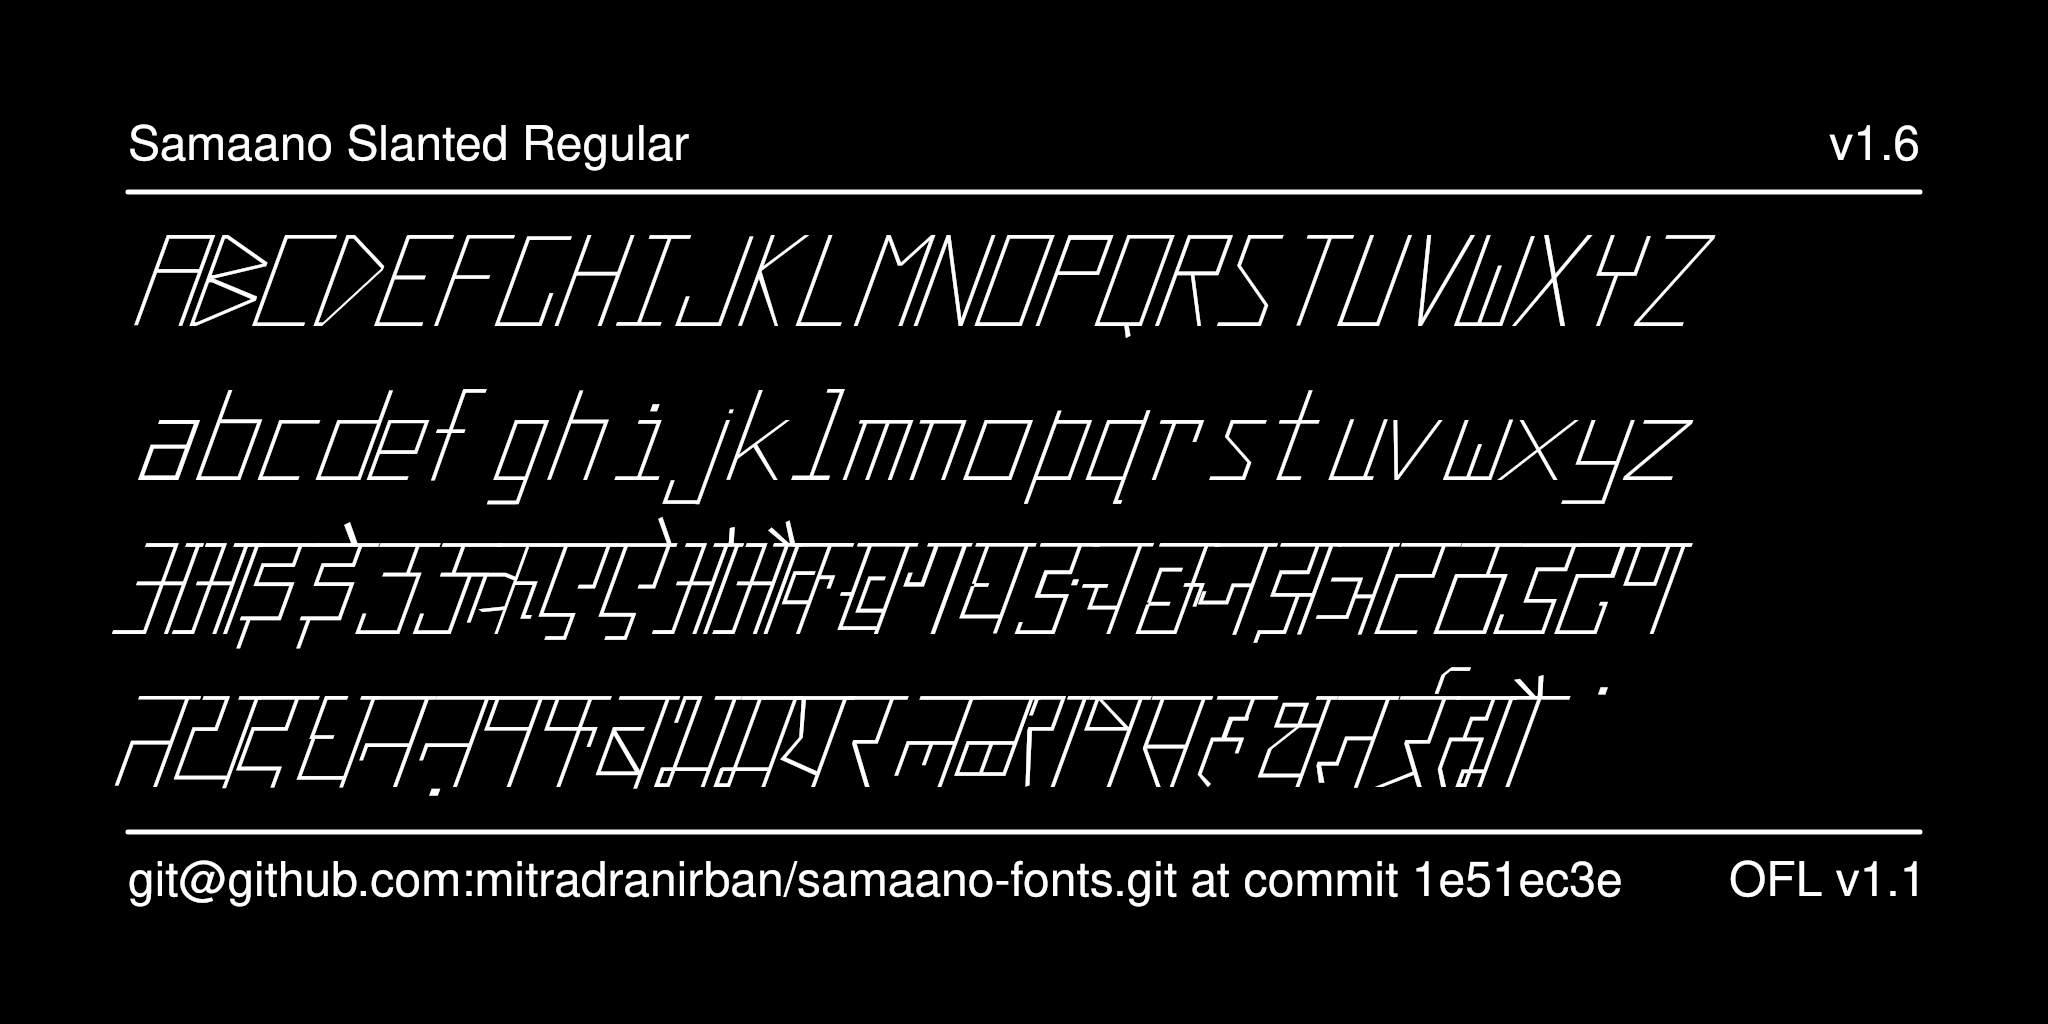 Samaano Slanted Regular
v1.6
ABCDEFGHIJKLMNOPQRSTUVWXYZ
abcdefghijklmnopqrstuvwxyz
अआइईउऊऋएऐओऔकखगघङचछजझञटठडढण
git@github.com:mitradranirban/samaano-fonts.git at commit 1e51ec3e
OFL v1.1